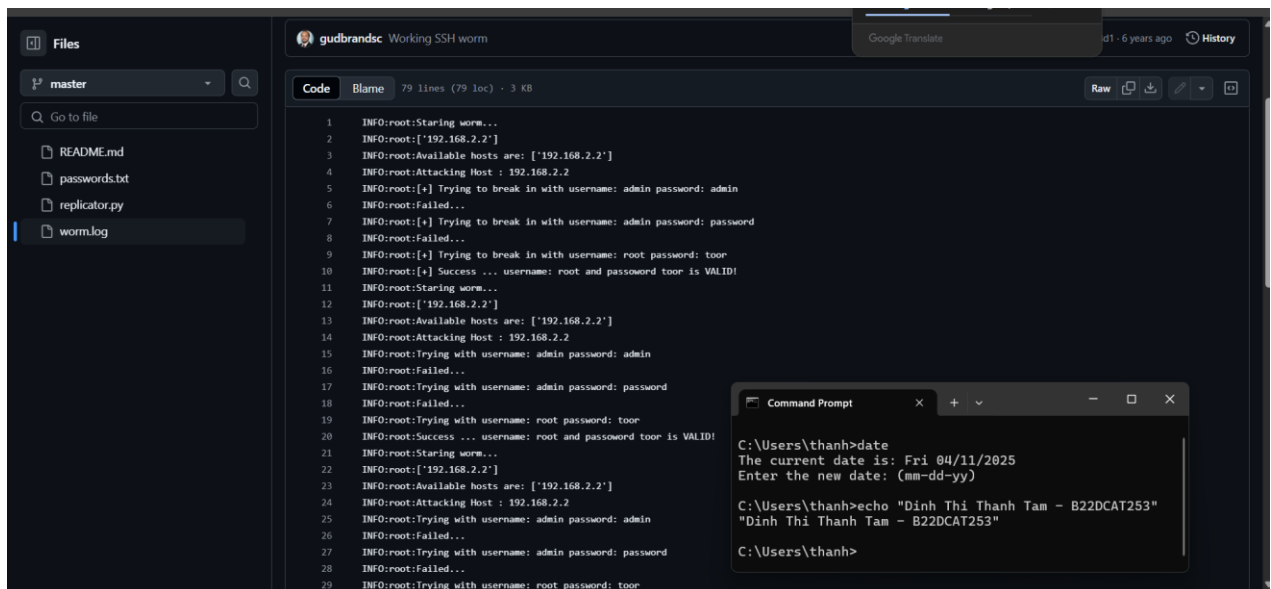 Files
master
Go to file
README.md
passwords.txt
replicator.py
worm.log
gudbrandsc Working SSH worm
Google Translate
d1 · 6 years ago
History
Code Blame 79 lines (79 loc) · 3 KB
Raw
1 INFO:root:Staring worm...
2 INFO:root:['192.168.2.2']
3 INFO:root:Available hosts are: ['192.168.2.2']
4 INFO:root:Attacking Host : 192.168.2.2
5 INFO:root:[+] Trying to break in with username: admin password: admin
6 INFO:root:Failed...
7 INFO:root:[+] Trying to break in with username: admin password: password
8 INFO:root:Failed...
9 INFO:root:[+] Trying to break in with username: root password: toor
10 INFO:root:[+] Success ... username: root and passoword toor is VALID!
11 INFO:root:Staring worm...
12 INFO:root:['192.168.2.2']
13 INFO:root:Available hosts are: ['192.168.2.2']
14 INFO:root:Attacking Host : 192.168.2.2
15 INFO:root:Trying with username: admin password: admin
16 INFO:root:Failed...
17 INFO:root:Trying with username: admin password: password
18 INFO:root:Failed...
19 INFO:root:Trying with username: root password: toor
20 INFO:root:Success ... username: root and passoword toor is VALID!
21 INFO:root:Staring worm...
22 INFO:root:['192.168.2.2']
23 INFO:root:Available hosts are: ['192.168.2.2']
24 INFO:root:Attacking Host : 192.168.2.2
25 INFO:root:Trying with username: admin password: admin
26 INFO:root:Failed...
27 INFO:root:Trying with username: admin password: password
28 INFO:root:Failed...
29 INFO:root:Trying with username: root password: toor
Command Prompt
C:\Users\thanh>date
The current date is: Fri 04/11/2025
Enter the new date: (mm-dd-yy)
C:\Users\thanh>echo "Dinh Thi Thanh Tam - B22DCAT253"
"Dinh Thi Thanh Tam - B22DCAT253"
C:\Users\thanh>